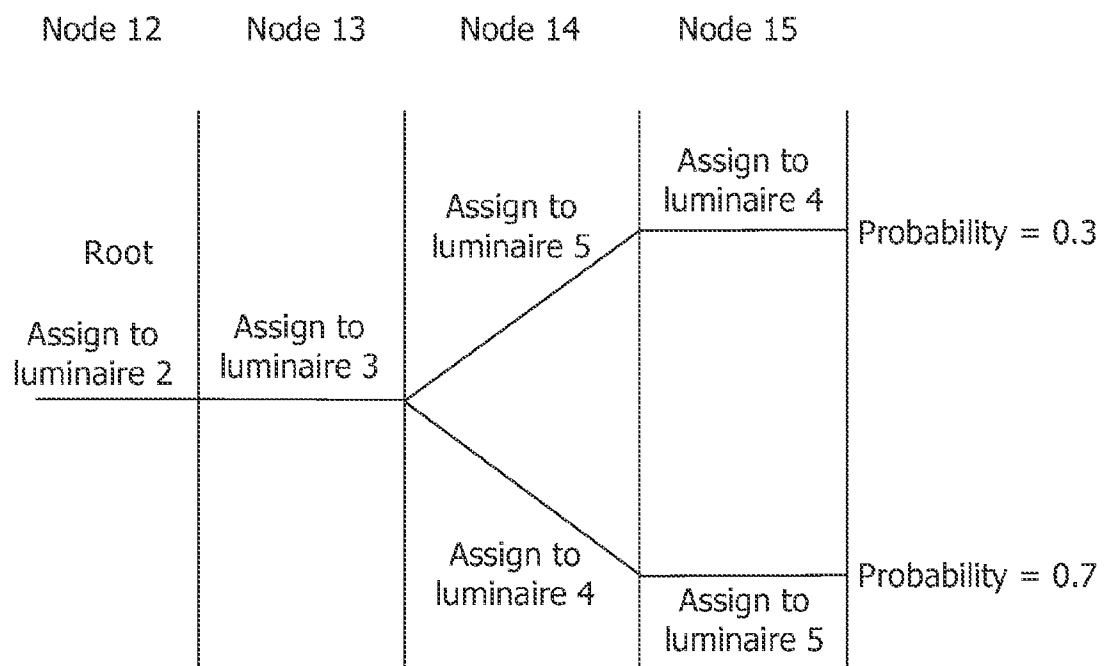 Node 12 Node 13 Node 14 Node 15
Assign to
luminaire 4
Assign to
luminaire 5
Probability = 0.3
Root
Assign to
luminaire 2
Assign to
luminaire 3
Assign to
luminaire 4
Probability = 0.7
Assign to
luminaire 5